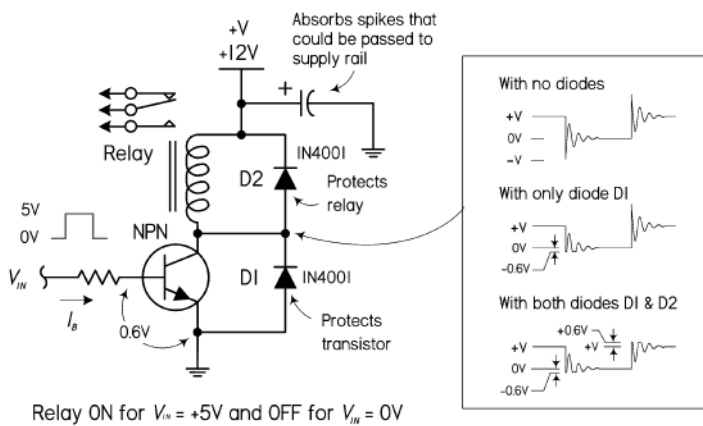 +V
+12V
Absorbs spikes that
could be passed to
supply rail
+
Relay
IN4001
D2
Protects
relay
5V
0V
NPN
V_IN
I_B
0.6V
D1
IN4001
Protects
transistor
With no diodes
+V
0V
-V
With only diode D1
+V
0V
-0.6V
With both diodes D1 & D2
+0.6V
+V
+V
0V
-0.6V
Relay ON for V_IN = +5V and OFF for V_IN = 0V